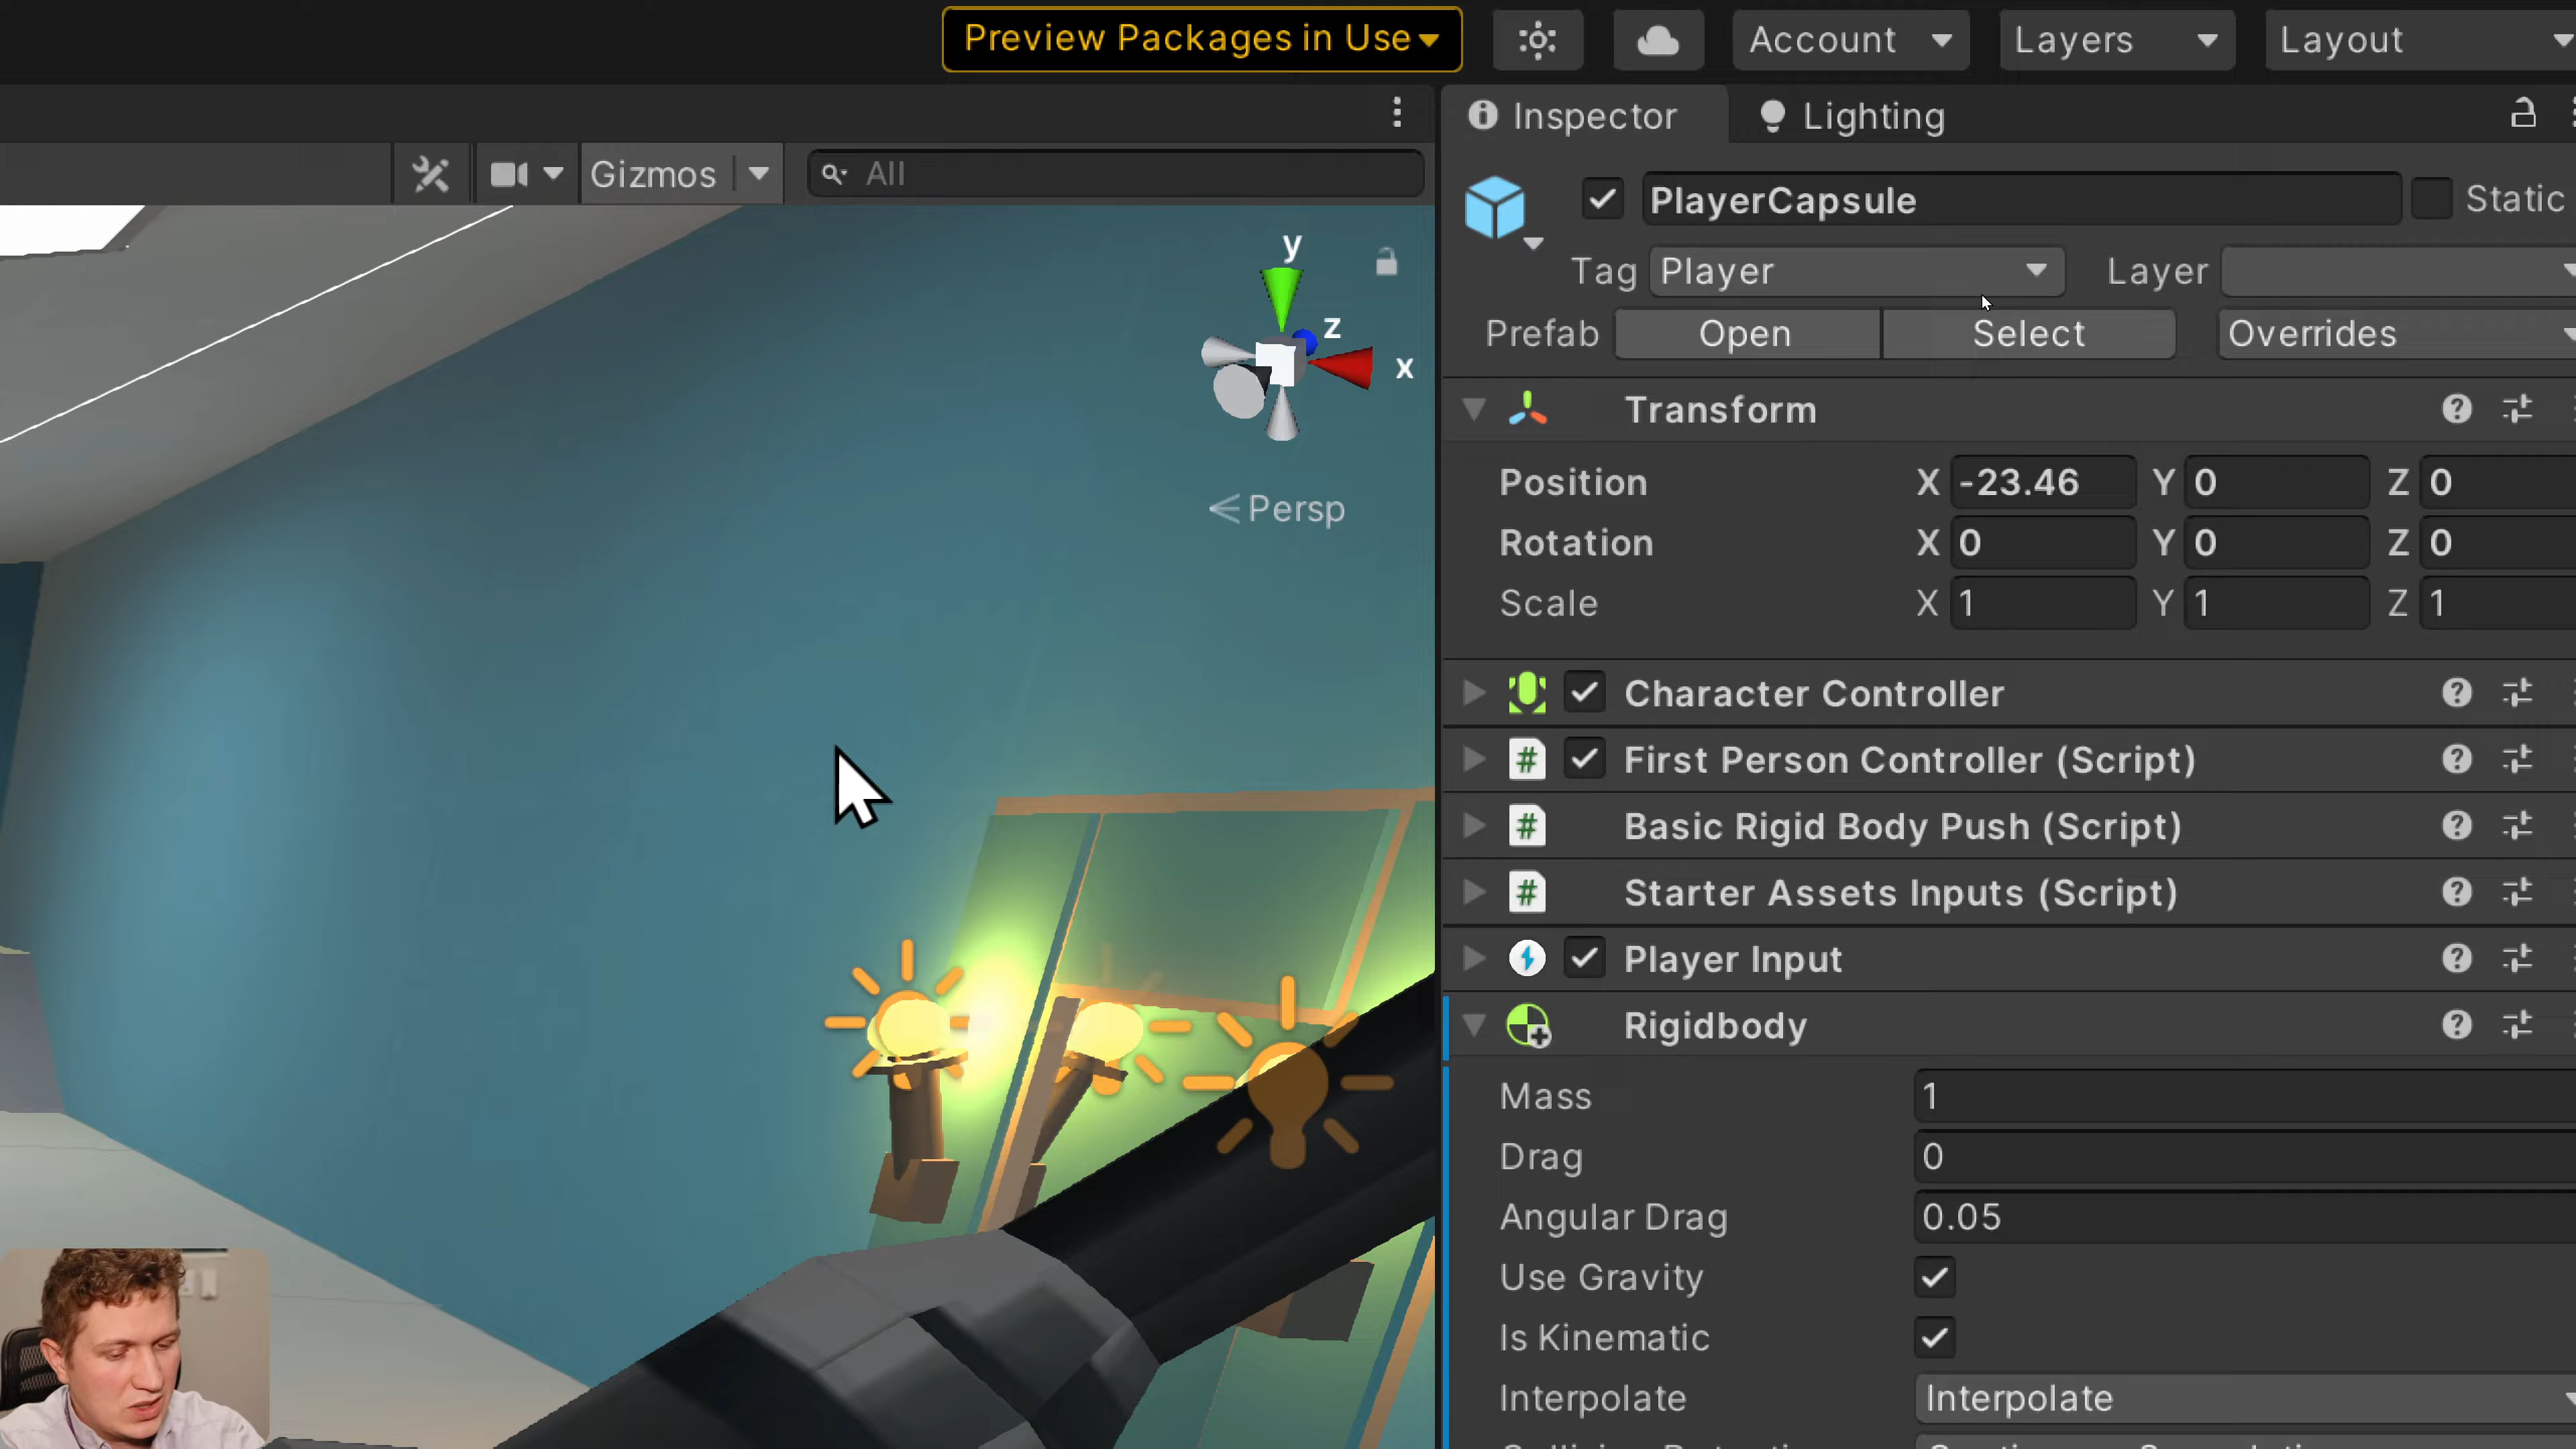 Preview Packages in Use
Account
Layers
Layout
Inspector
Lighting
Gizmos
All
PlayerCapsule
Static
Tag
Player
Layer
Prefab
Open
Select
Overrides
y
z
x
Persp
Transform
Position X -23.46 Y 0 Z 0
Rotation X 0 Y 0 Z 0
Scale X 1 Y 1 Z 1
Character Controller
First Person Controller (Script)
Basic Rigid Body Push (Script)
Starter Assets Inputs (Script)
Player Input
Rigidbody
Mass 1
Drag 0
Angular Drag 0.05
Use Gravity
Is Kinematic
Interpolate Interpolate